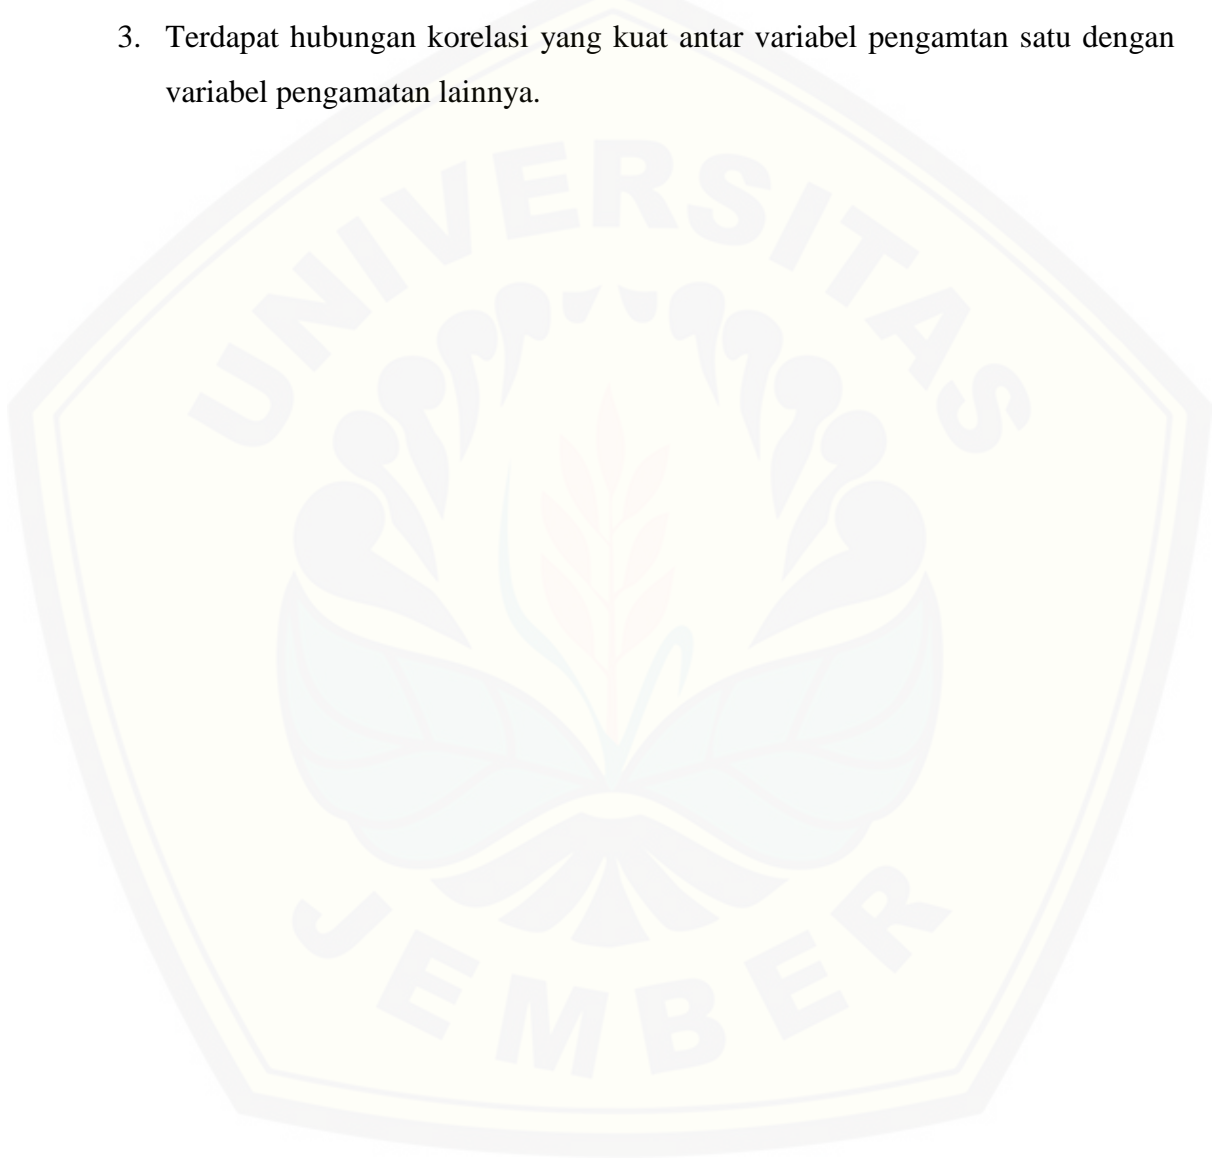 3. Terdapat hubungan korelasi yang kuat antar variabel pengamtan satu dengan
variabel pengamatan lainnya.
UNIVERSITAS
JEMBER